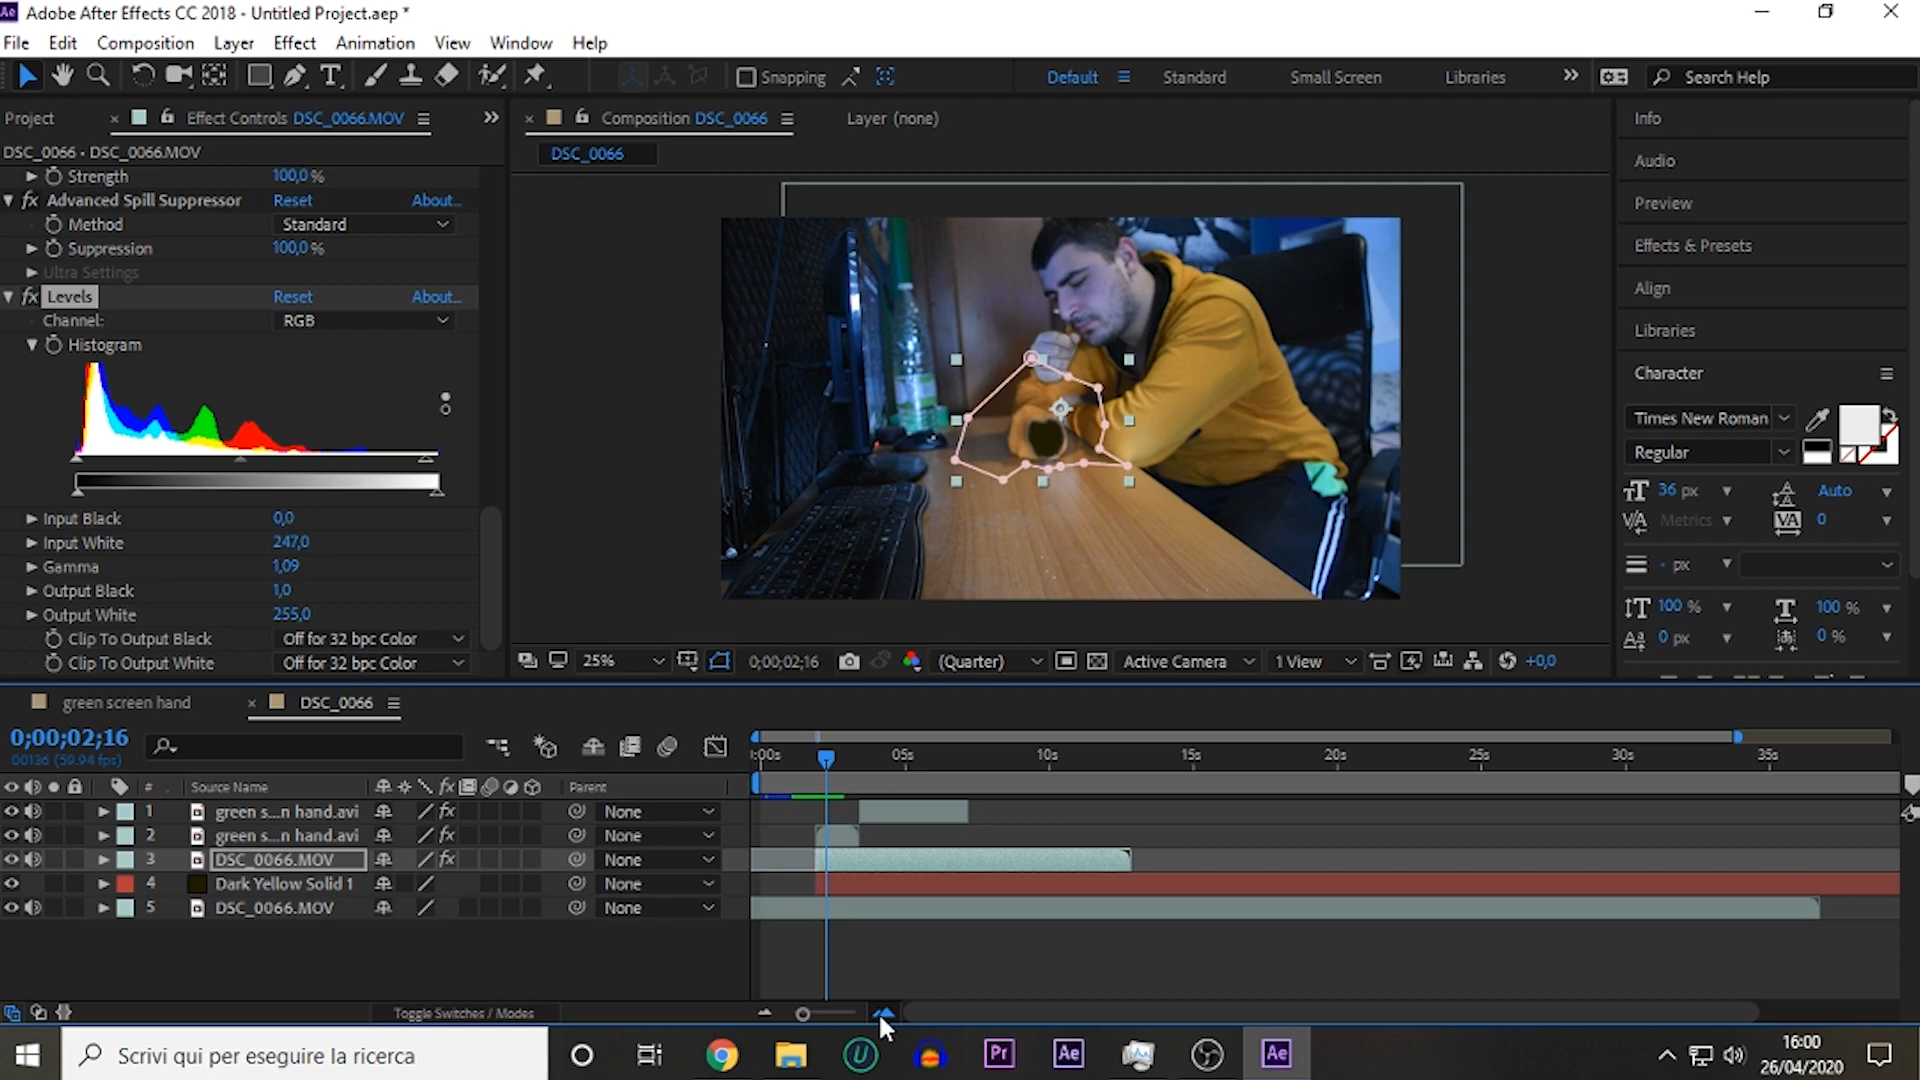 Ae Adobe After Effects CC 2018 - Untitled Project.aep *
File Edit Composition Layer Effect Animation View Window Help
Snapping Default Standard Small Screen Libraries Search Help
Project Effect Controls DSC_0066.MOV
Composition DSC_0066
Layer (none)
DSC_0066 • DSC_0066.MOV
DSC_0066
Strength 100,0 %
fx Advanced Spill Suppressor Reset About...
Method Standard
Suppression 100,0 %
Ultra Settings
fx Levels Reset About...
Channel: RGB
Histogram
Input Black 0,0
Input White 247,0
Gamma 1,09
Output Black 1,0
Output White 255,0
Clip To Output Black Off for 32 bpc Color
Clip To Output White Off for 32 bpc Color
25% 0;00;02;16 (Quarter) Active Camera 1 View +0,0
Info
Audio
Preview
Effects & Presets
Align
Libraries
Character
Times New Roman
Regular
36 px Auto
Metrics 0
- px
100 % 100 %
0 px 0 %
green screen hand
DSC_0066
0;00;02;16
00136 (59.94 fps)
:00s 05s 10s 15s 20s 25s 30s 35s
# Source Name fx Parent
1 green s...n hand.avi fx None
2 green s...n hand.avi fx None
3 DSC_0066.MOV fx None
4 Dark Yellow Solid 1 None
5 DSC_0066.MOV None
Toggle Switches / Modes
Scrivi qui per eseguire la ricerca
Pr Ae Ae
16:00
26/04/2020